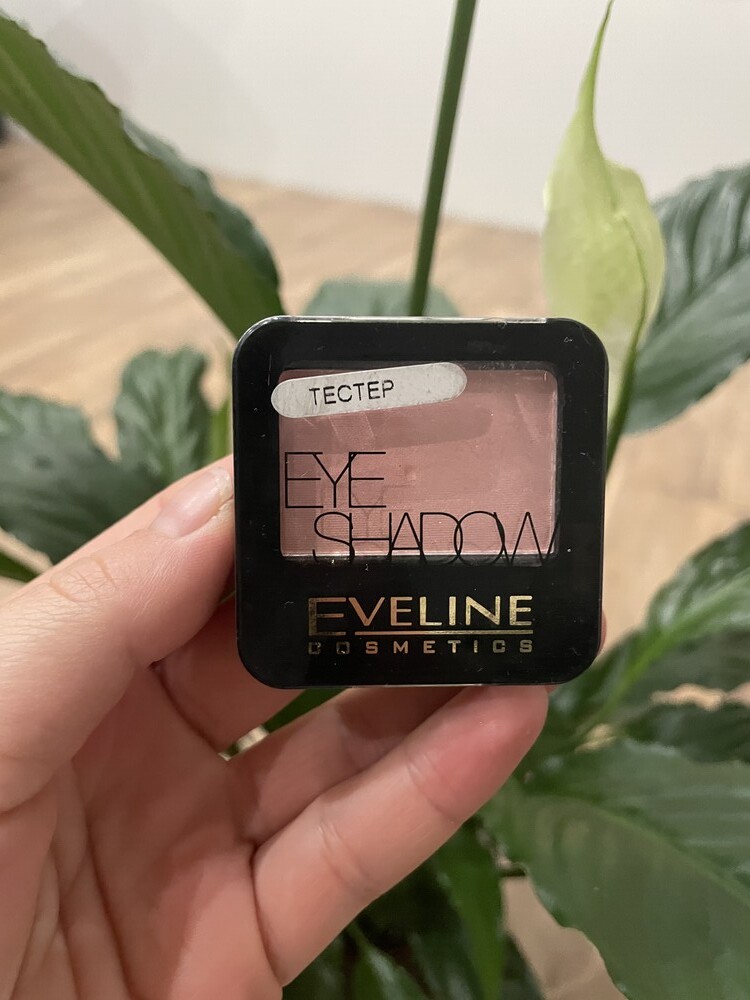 ТЕСТЕР
EYE
SHADOW
EVELINE
COSMETICS